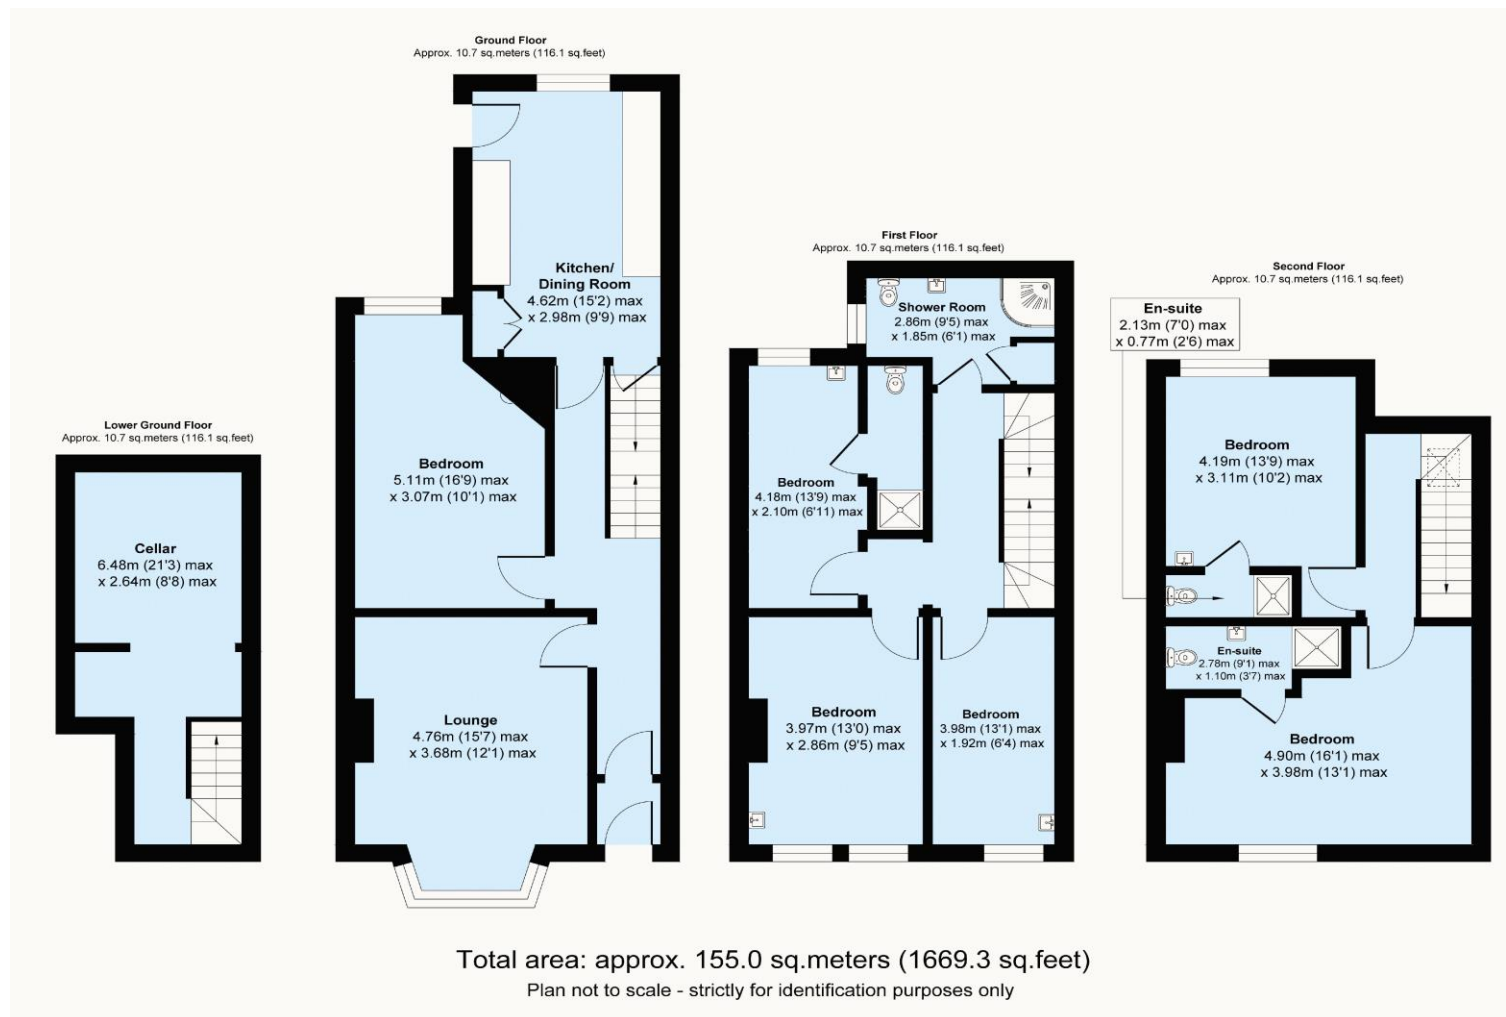 Ground Floor
Approx. 10.7 sq.meters (116.1 sq.feet)
Kitchen/
Dining Room
4.62m (15'2) max
x 2.98m (9'9) max
Bedroom
5.11m (16'9) max
x 3.07m (10'1) max
Lounge
4.76m (15'7) max
x 3.68m (12'1) max
Lower Ground Floor
Approx. 10.7 sq.meters (116.1 sq.feet)
Cellar
6.48m (21'3) max
x 2.64m (8'8) max
First Floor
Approx. 10.7 sq.meters (116.1 sq.feet)
Shower Room
2.86m (9'5) max
x 1.85m (6'1) max
Bedroom
4.18m (13'9) max
x 2.10m (6'11) max
Bedroom
3.97m (13'0) max
x 2.86m (9'5) max
Bedroom
3.98m (13'1) max
x 1.92m (6'4) max
Second Floor
Approx. 10.7 sq.meters (116.1 sq.feet)
En-suite
2.13m (7'0) max
x 0.77m (2'6) max
Bedroom
4.19m (13'9) max
x 3.11m (10'2) max
En-suite
2.78m (9'1) max
x 1.10m (3'7) max
Bedroom
4.90m (16'1) max
x 3.98m (13'1) max
Total area: approx. 155.0 sq.meters (1669.3 sq.feet)
Plan not to scale - strictly for identification purposes only